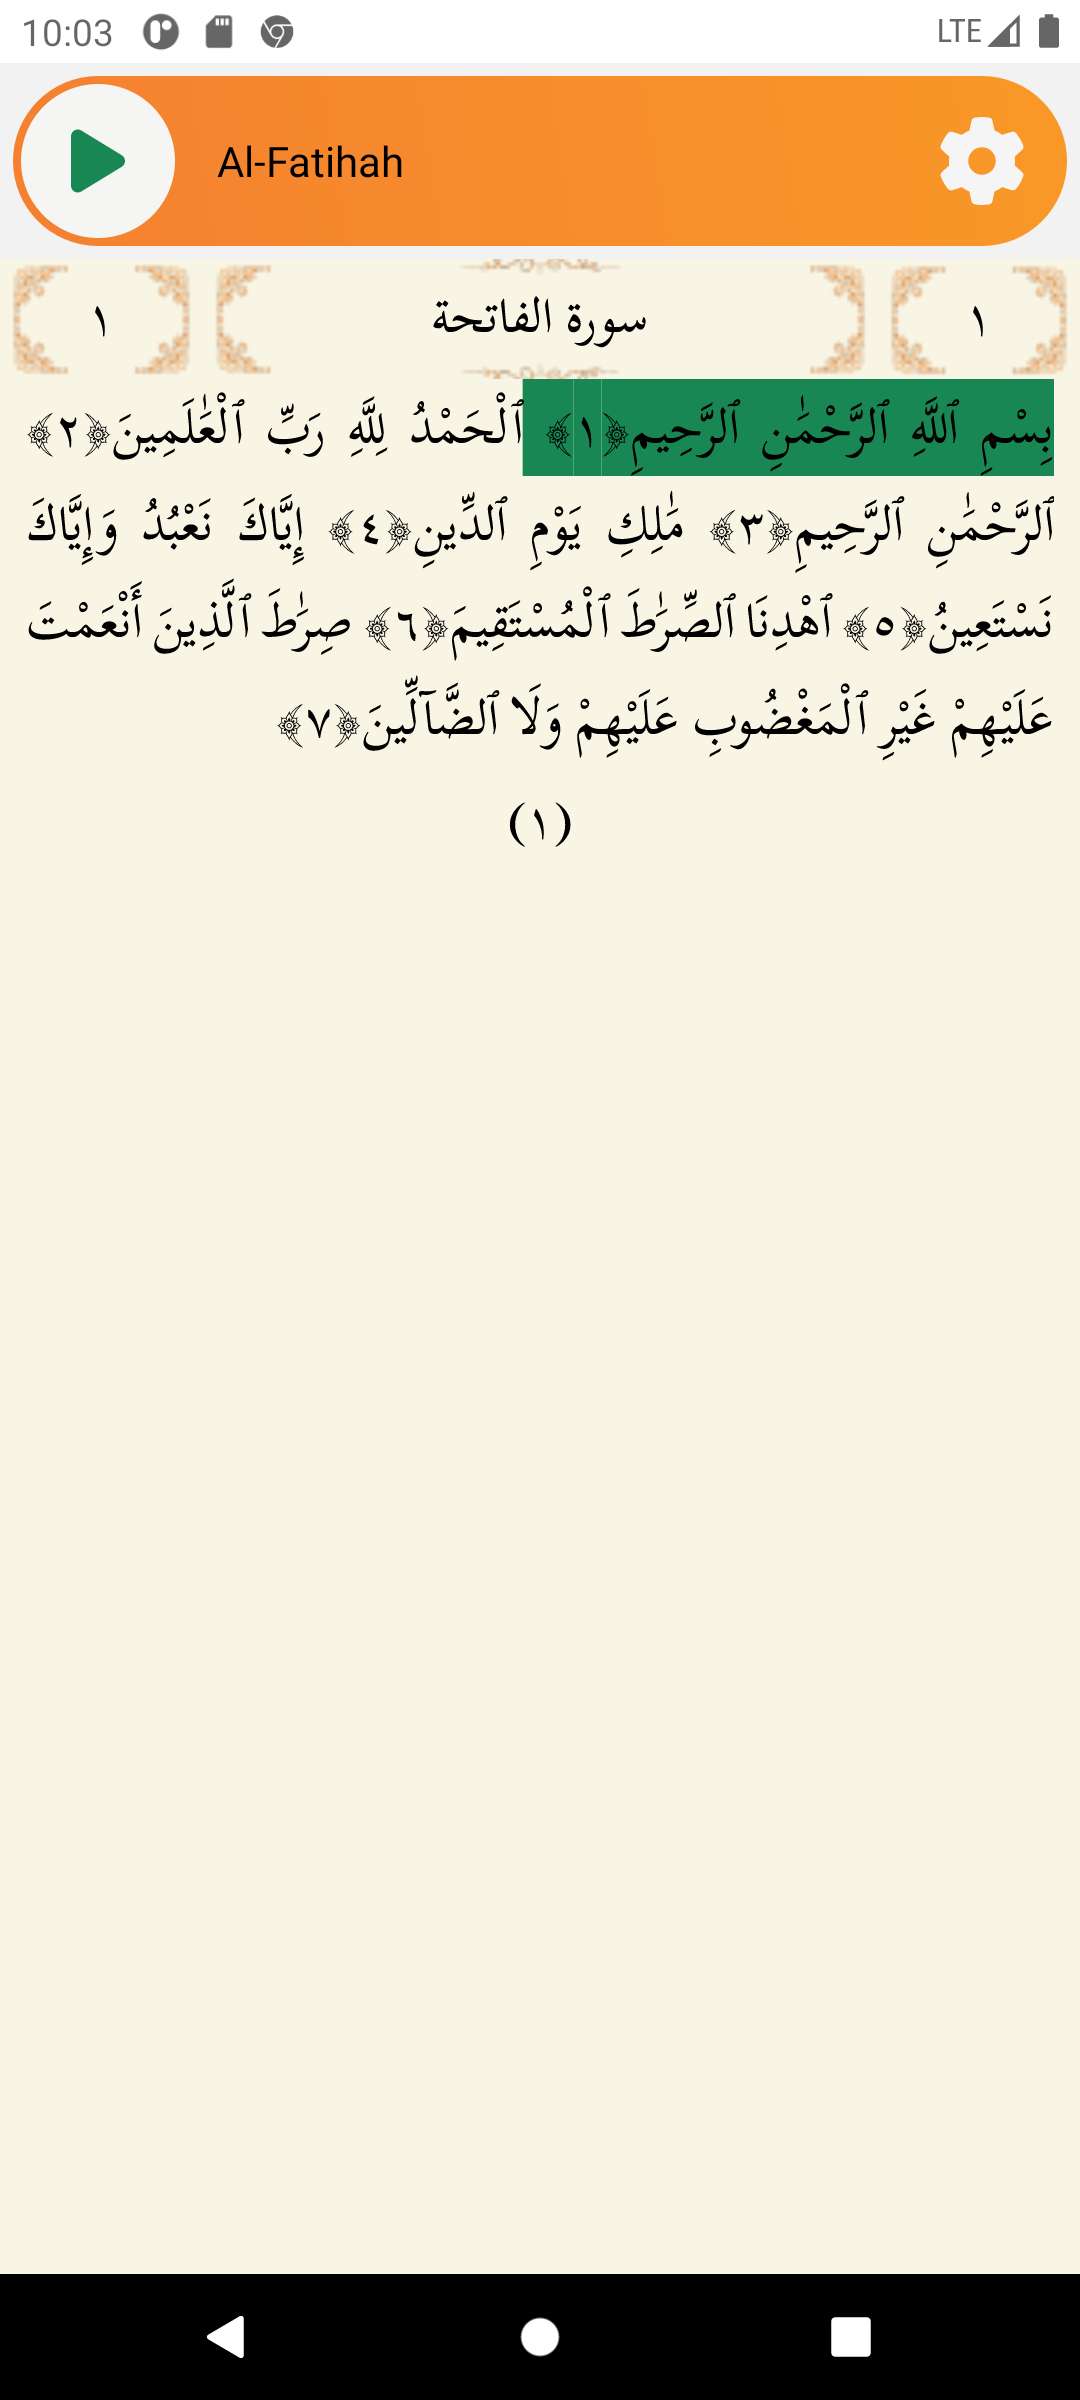 10:03 LTE
Al-Fatihah
١ سورة الفاتحة ١
بِسْمِ ٱللَّهِ ٱلرَّحْمَٰنِ ٱلرَّحِيمِ﴿١﴾ ٱلْحَمْدُ لِلَّهِ رَبِّ ٱلْعَٰلَمِينَ﴿٢﴾
ٱلرَّحْمَٰنِ ٱلرَّحِيمِ﴿٣﴾ مَٰلِكِ يَوْمِ ٱلدِّينِ﴿٤﴾ إِيَّاكَ نَعْبُدُ وَإِيَّاكَ
نَسْتَعِينُ﴿٥﴾ ٱهْدِنَا ٱلصِّرَٰطَ ٱلْمُسْتَقِيمَ﴿٦﴾ صِرَٰطَ ٱلَّذِينَ أَنْعَمْتَ
عَلَيْهِمْ غَيْرِ ٱلْمَغْضُوبِ عَلَيْهِمْ وَلَا ٱلضَّآلِّينَ﴿٧﴾
(١)